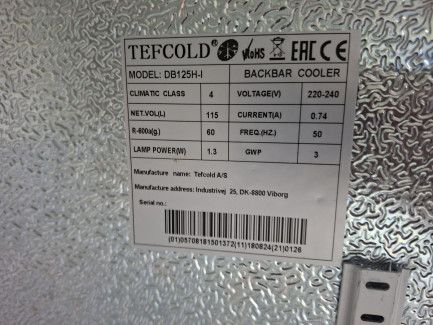 TEFCOLD® RoHS EAC CE
MODEL: DB125H-I BACKBAR COOLER
CLIMATIC CLASS 4 VOLTAGE(V) 220-240
NET.VOL(L) 115 CURRENT(A) 0.74
R-600a(g) 60 FREQ.(HZ.) 50
LAMP POWER(W) 1.3 GWP 3
Manufacture name: Tefcold A/S
Manufacture address: Industrivej 25, DK-8800 Viborg
Serial no.:
(01)05708181501372(11)180824(21)0126